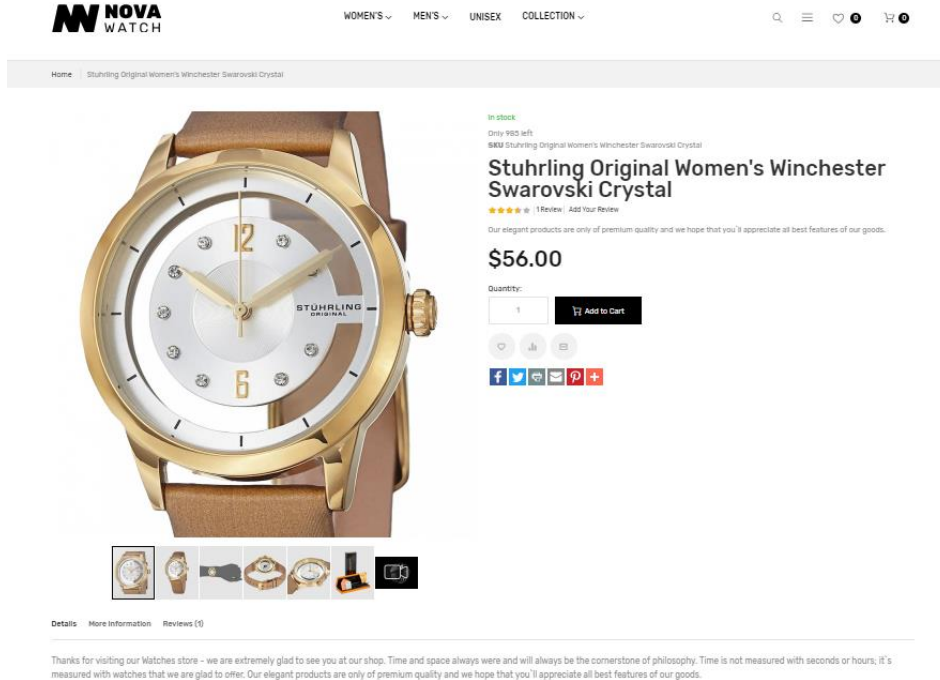 NOVA
WATCH
WOMEN'S MEN'S UNISEX COLLECTION 0 0
Home Stuhrling Original Women's Winchester Swarovski Crystal
In stock
Only 985 left
SKU Stuhrling Original Women's Winchester Swarovski Crystal
Stuhrling Original Women's Winchester
Swarovski Crystal
1 Review Add Your Review
Our elegant products are only of premium quality and we hope that you`ll appreciate all best features of our goods.
$56.00
Quantity:
1 Add to Cart
12
STÜHRLING
ORIGINAL
6
Details More Information Reviews (1)
Thanks for visiting our Watches store - we are extremely glad to see you at our shop. Time and space always were and will always be the cornerstone of philosophy. Time is not measured with seconds or hours; it`s
measured with watches that we are glad to offer. Our elegant products are only of premium quality and we hope that you`ll appreciate all best features of our goods.